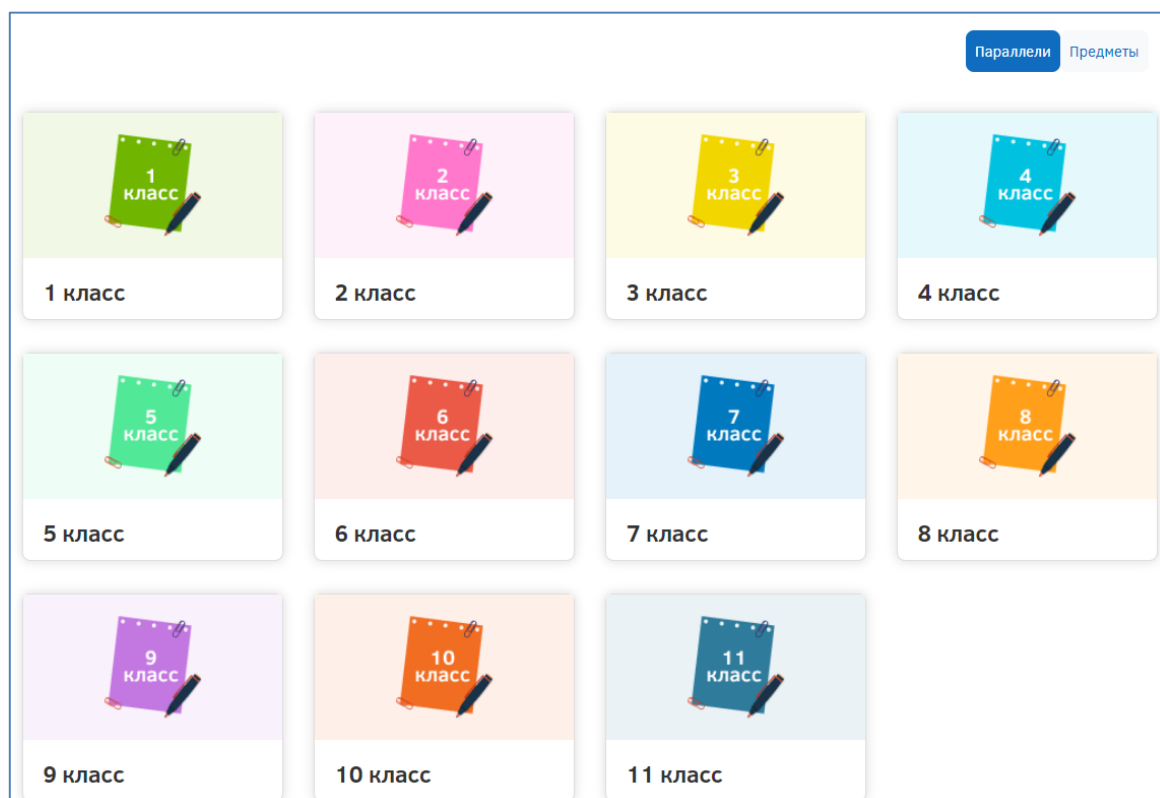 Параллели Предметы
1
класс
2
класс
3
класс
4
класс
1 класс
2 класс
3 класс
4 класс
5
класс
6
класс
7
класс
8
класс
5 класс
6 класс
7 класс
8 класс
9
класс
10
класс
11
класс
9 класс
10 класс
11 класс